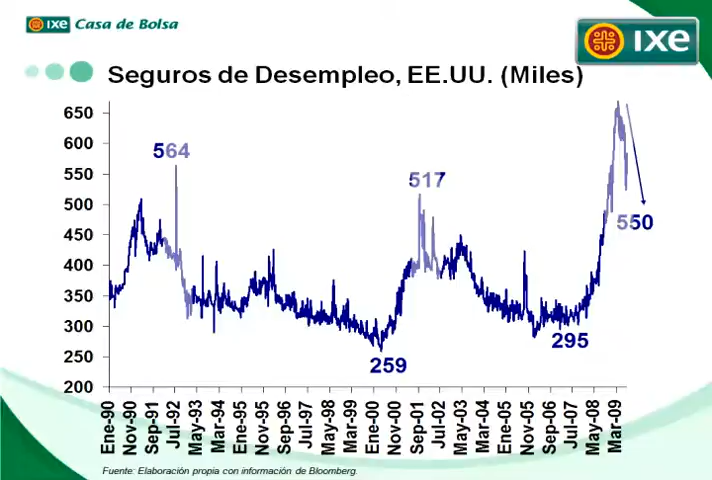 ixe Casa de Bolsa
ixe
Seguros de Desempleo, EE.UU. (Miles)
650
600
550
500
450
400
350
300
250
200
564
517
550
295
259
Ene-90
Nov-90
Sep-91
Jul-92
May-93
Mar-94
Ene-95
Nov-95
Sep-96
Jul-97
May-98
Mar-99
Ene-00
Nov-00
Sep-01
Jul-02
May-03
Mar-04
Ene-05
Nov-05
Sep-06
Jul-07
May-08
Mar-09
Fuente: Elaboración propia con información de Bloomberg.